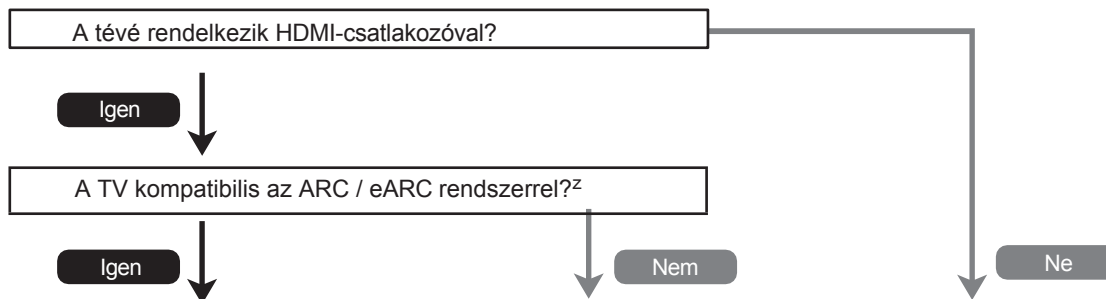 A tévé rendelkezik HDMI-csatlakozóval?
Igen
A TV kompatibilis az ARC / eARC rendszerrel?z
Igen
Nem
Ne